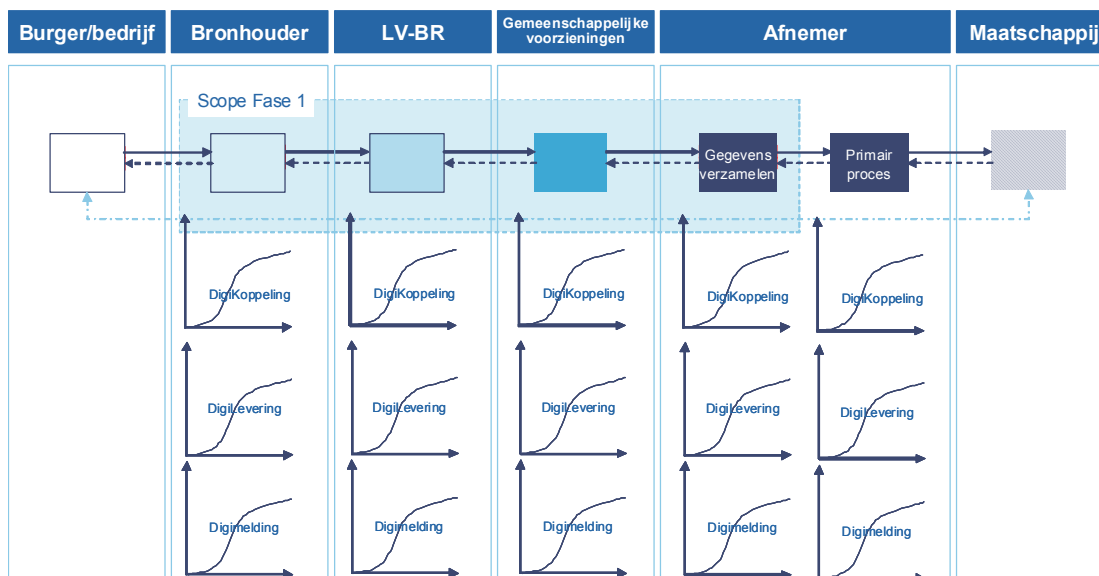 Burger/bedrijf
Bronhouder
LV-BR
Gemeenschappelijke
voorzieningen
Afnemer
Maatschappij
Scope Fase 1
Gegevens
verzamelen
Primair
proces
DigiKoppeling
DigiKoppeling
DigiKoppeling
DigiKoppeling
DigiKoppeling
DigiLevering
DigiLevering
DigiLevering
DigiLevering
DigiLevering
Digimelding
Digimelding
Digimelding
Digimelding
Digimelding